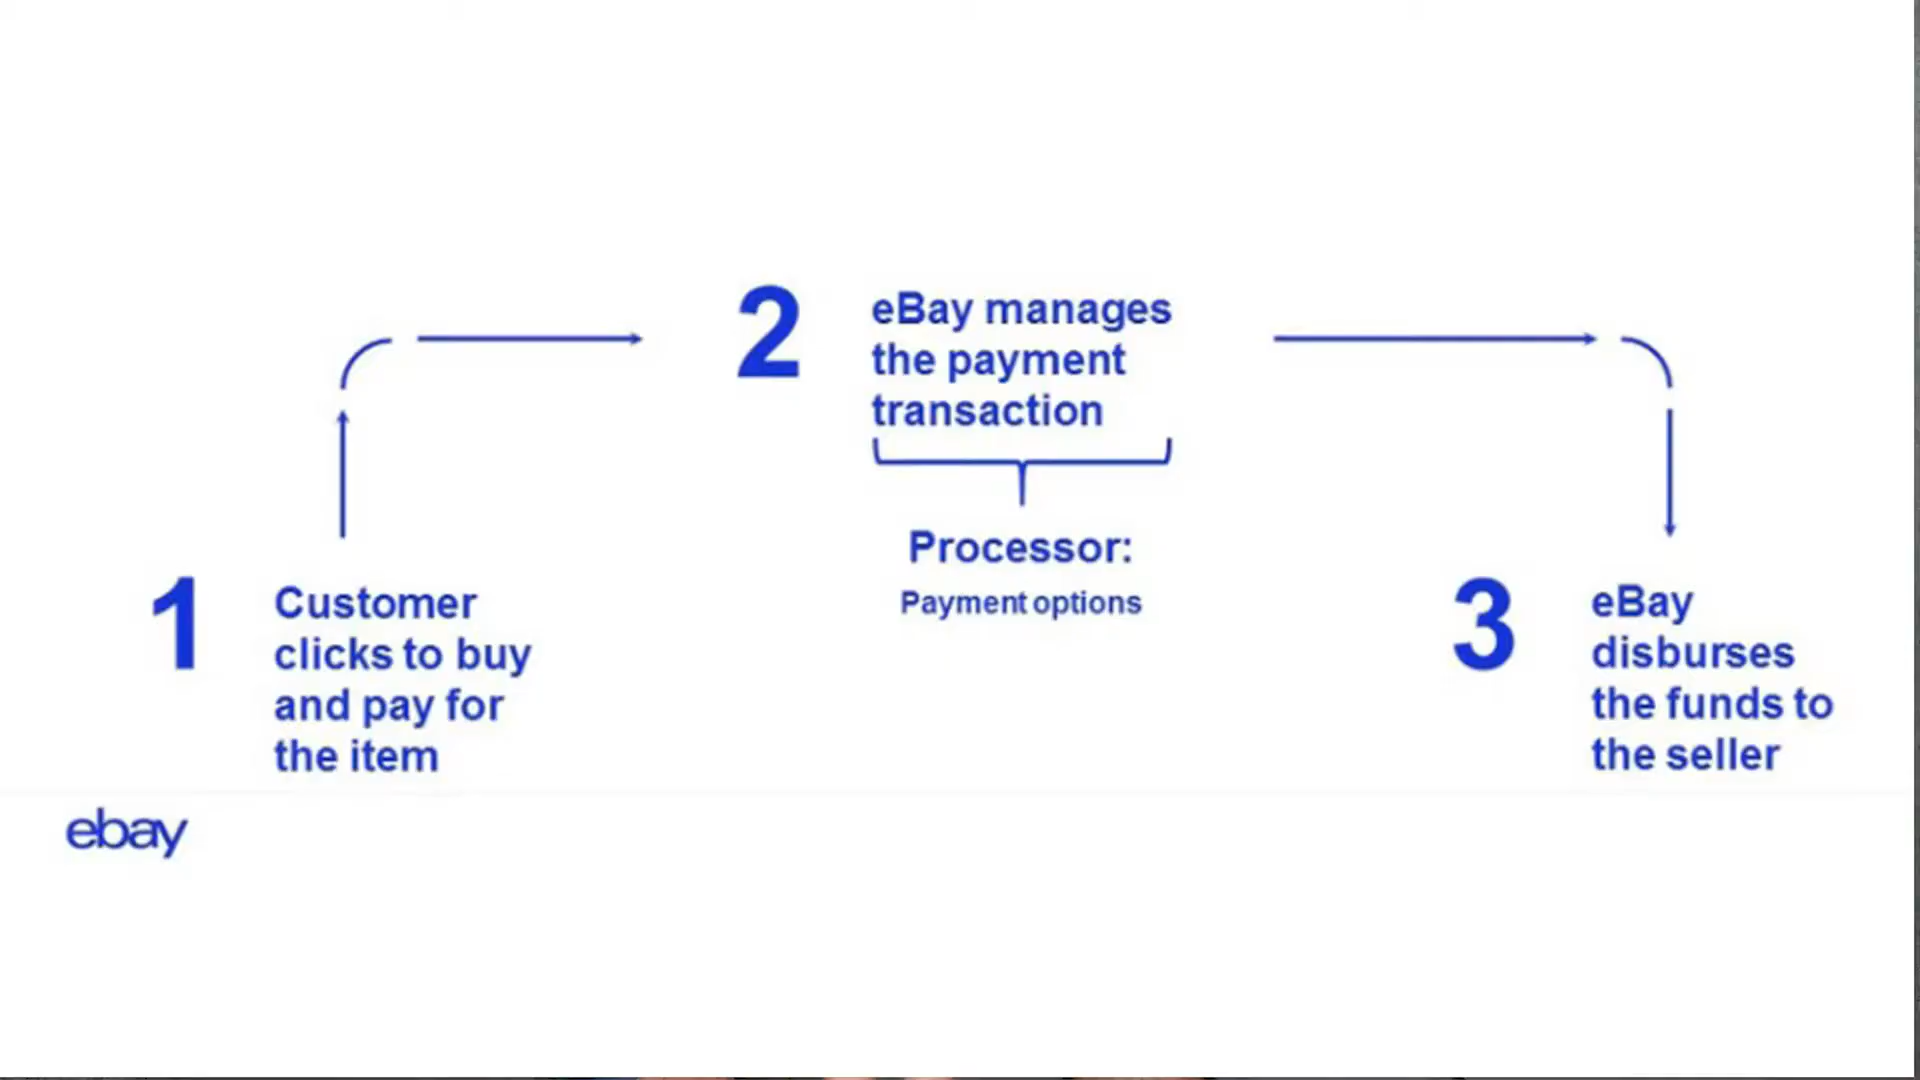 1
Customer
clicks to buy
and pay for
the item
2
eBay manages
the payment
transaction
Processor:
Payment options
3
eBay
disburses
the funds to
the seller
ebay